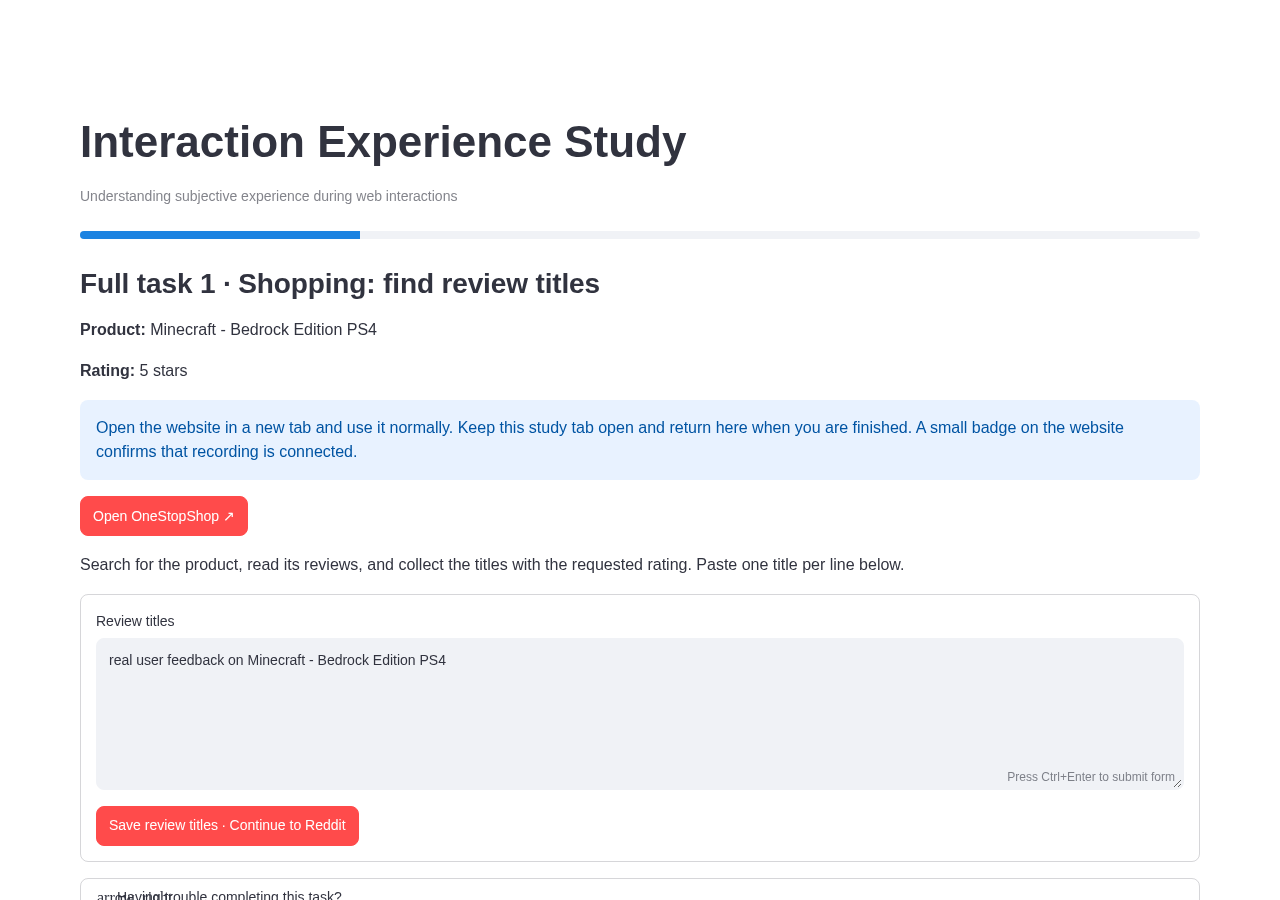 Interaction Experience Study
Understanding subjective experience during web interactions
Full task 1 · Shopping: find review titles
Product: Minecraft - Bedrock Edition PS4
Rating: 5 stars
Open the website in a new tab and use it normally. Keep this study tab open and return here when you are finished. A small badge on the website
confirms that recording is connected.
Open OneStopShop ↗
Search for the product, read its reviews, and collect the titles with the requested rating. Paste one title per line below.
Review titles
real user feedback on Minecraft - Bedrock Edition PS4
Press Ctrl+Enter to submit form
Save review titles · Continue to Reddit
Having trouble completing this task?